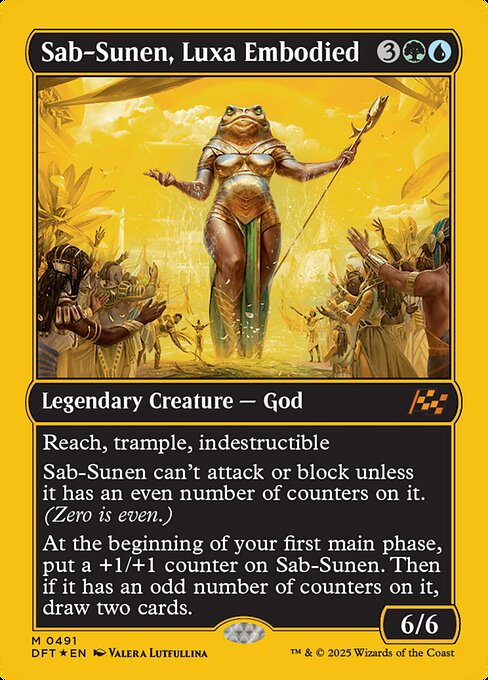 Sab-Sunen, Luxa Embodied 3
Legendary Creature — God
Reach, trample, indestructible
Sab-Sunen can't attack or block unless
it has an even number of counters on it.
(Zero is even.)
At the beginning of your first main phase,
put a +1/+1 counter on Sab-Sunen. Then
if it has an odd number of counters on it,
draw two cards.
6/6
M 0491
DFT★EN Valera Lutfullina
™ & © 2025 Wizards of the Coast